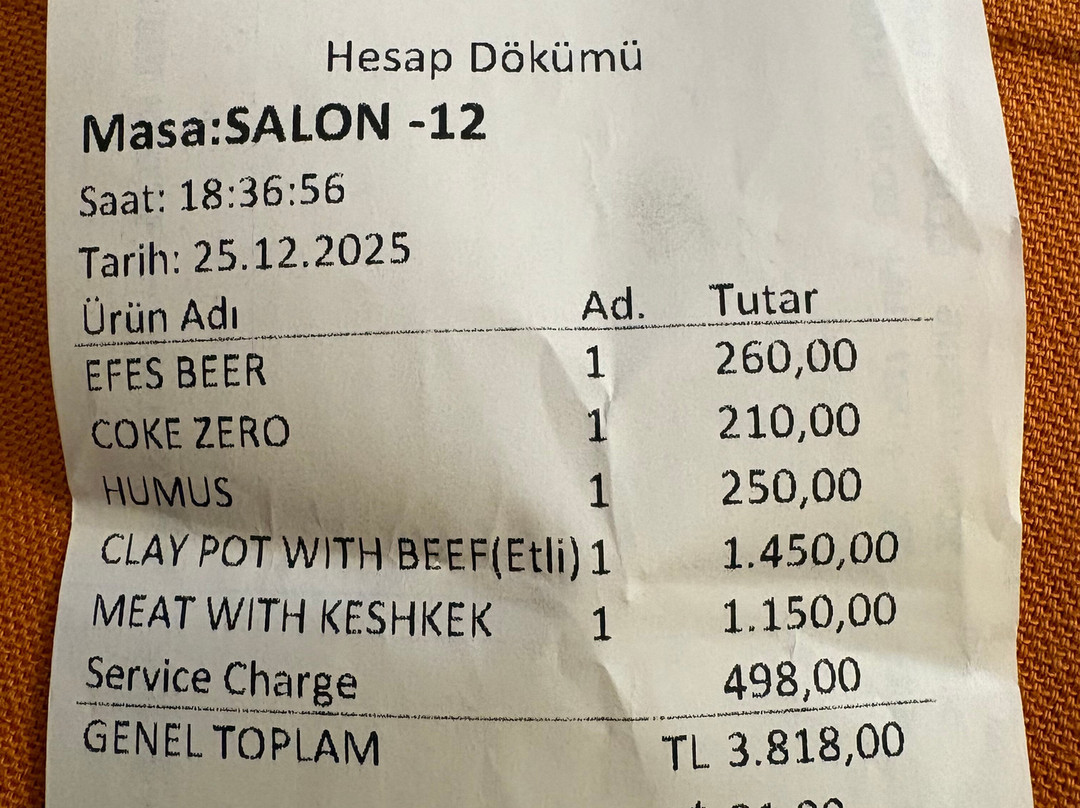 Hesap Dökümü
Masa:SALON -12
Saat: 18:36:56
Tarih: 25.12.2025
Ürün Adı Ad. Tutar
EFES BEER 1 260,00
COKE ZERO 1 210,00
HUMUS 1 250,00
CLAY POT WITH BEEF(Etli) 1 1.450,00
MEAT WITH KESHKEK 1 1.150,00
Service Charge 498,00
GENEL TOPLAM TL 3.818,00